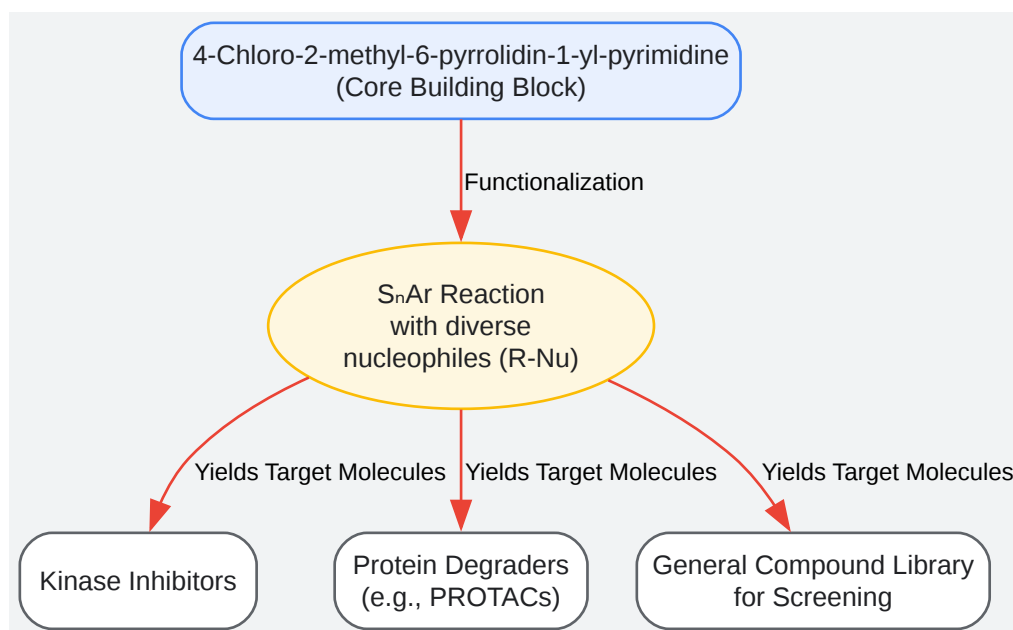 4-Chloro-2-methyl-6-pyrrolidin-1-yl-pyrimidine
(Core Building Block)
Functionalization
SₙAr Reaction
with diverse
nucleophiles (R-Nu)
Yields Target Molecules
Yields Target Molecules
Yields Target Molecules
Kinase Inhibitors
Protein Degraders
(e.g., PROTACs)
General Compound Library
for Screening